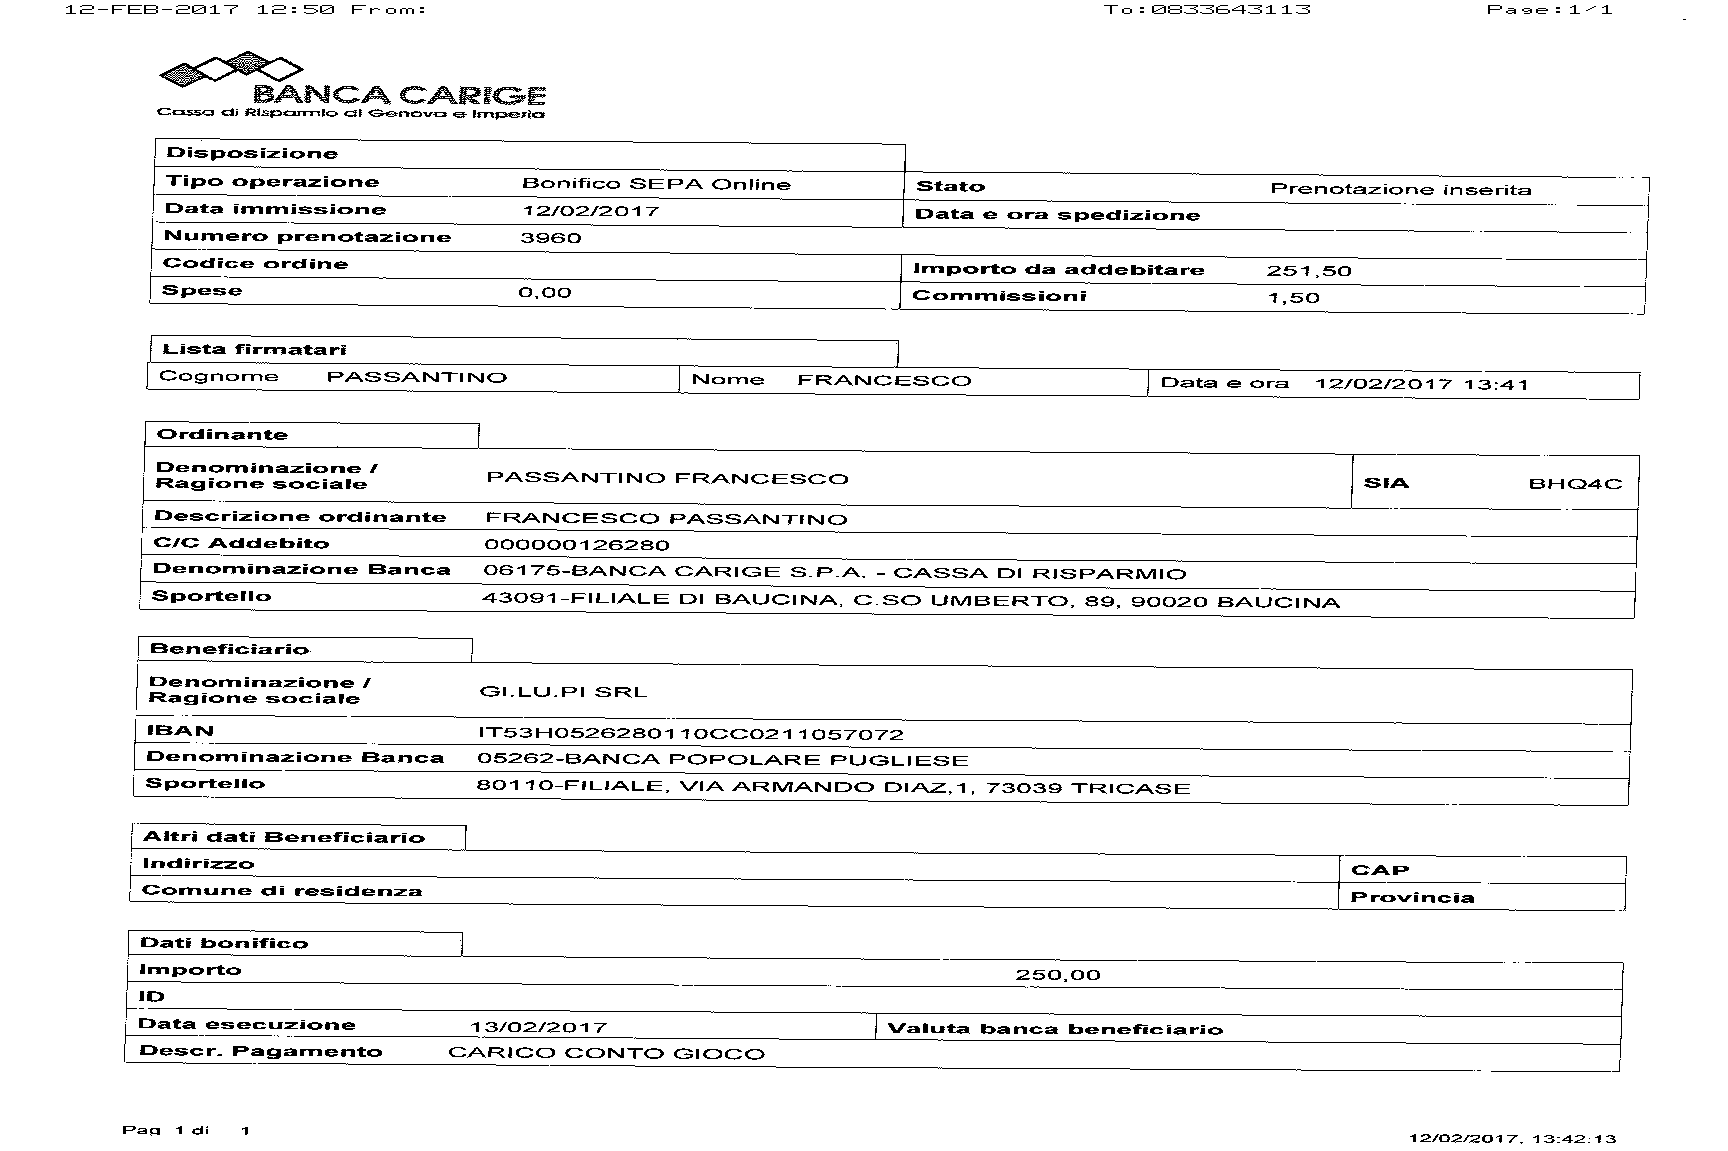 12-FEB-2017 12:50 From: To:0833643113 Page:1/1
BANCA CARIGE
Cassa di Risparmio di Genova e Imperia
Disposizione
Tipo operazione Bonifico SEPA Online Stato Prenotazione inserita
Data immissione 12/02/2017 Data e ora spedizione
Numero prenotazione 3960
Codice ordine Importo da addebitare 251,50
Spese 0,00 Commissioni 1,50
Lista firmatari
Cognome PASSANTINO Nome FRANCESCO Data e ora 12/02/2017 13:41
Ordinante
Denominazione /
Ragione sociale PASSANTINO FRANCESCO SIA BHQ4C
Descrizione ordinante FRANCESCO PASSANTINO
C/C Addebito 000000126280
Denominazione Banca 06175-BANCA CARIGE S.P.A. - CASSA DI RISPARMIO
Sportello 43091-FILIALE DI BAUCINA, C.SO UMBERTO, 89, 90020 BAUCINA
Beneficiario
Denominazione /
Ragione sociale GI.LU.PI SRL
IBAN IT53H0526280110CC0211057072
Denominazione Banca 05262-BANCA POPOLARE PUGLIESE
Sportello 80110-FILIALE, VIA ARMANDO DIAZ,1, 73039 TRICASE
Altri dati Beneficiario
Indirizzo CAP
Comune di residenza Provincia
Dati bonifico
Importo 250,00
ID
Data esecuzione 13/02/2017 Valuta banca beneficiario
Descr. Pagamento CARICO CONTO GIOCO
Pag 1 di 1
12/02/2017, 13:42:13